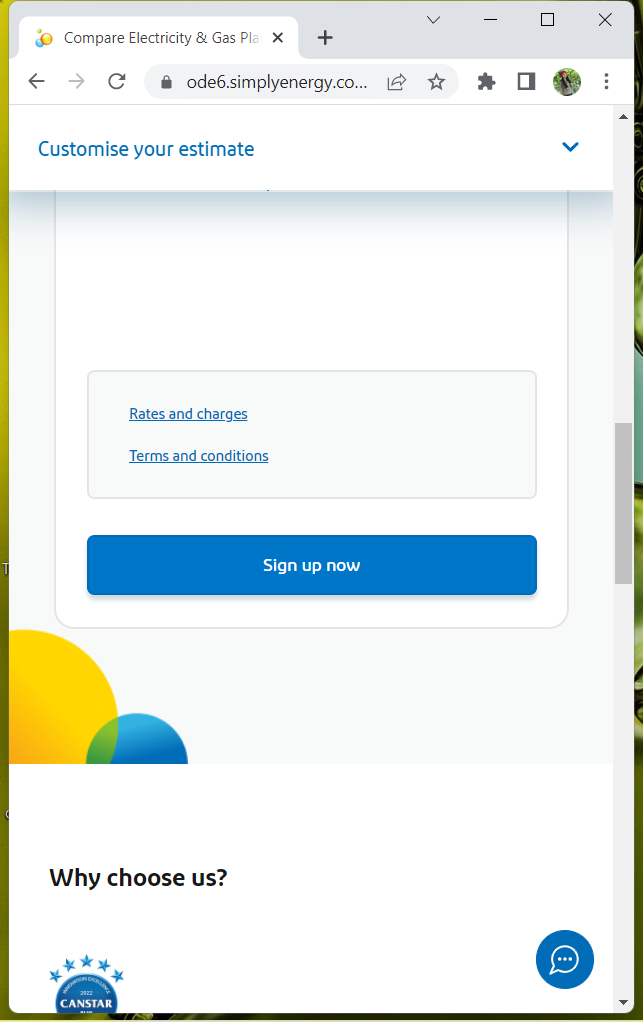 Compare Electricity & Gas Pla
ode6.simplyenergy.co...
Customise your estimate
Rates and charges
Terms and conditions
Sign up now
Why choose us?
INNOVATION EXCELLENCE
2022
CANSTAR